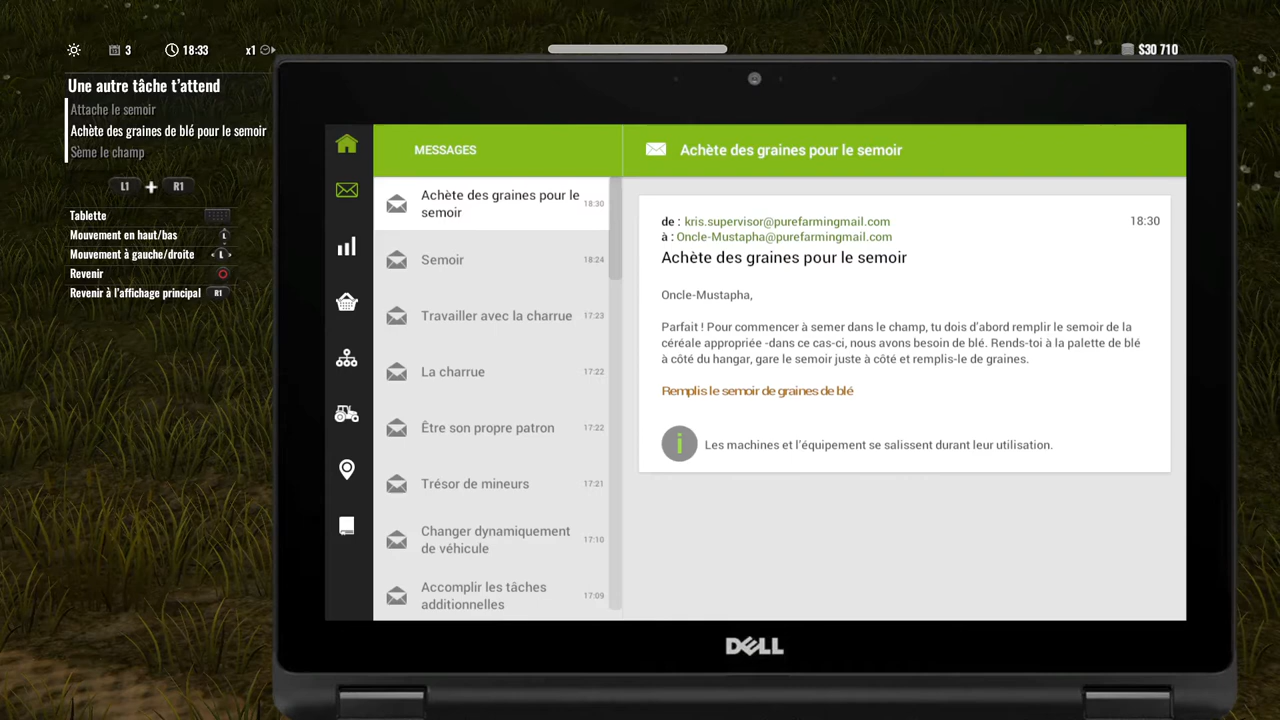 3 18:33 x1
$30 710
Une autre tâche t'attend
Attache le semoir
Achète des graines de blé pour le semoir
Sème le champ
L1 + R1
Tablette
Mouvement en haut/bas L
Mouvement à gauche/droite L
Revenir
Revenir à l'affichage principal R1
MESSAGES
Achète des graines pour le
semoir
18:30
Semoir 18:24
Travailler avec la charrue 17:23
La charrue 17:22
Être son propre patron 17:22
Trésor de mineurs 17:21
Changer dynamiquement
de véhicule
17:10
Accomplir les tâches
additionnelles
17:09
Achète des graines pour le semoir
de : kris.supervisor@purefarmingmail.com 18:30
à : Oncle-Mustapha@purefarmingmail.com
Achète des graines pour le semoir
Oncle-Mustapha,
Parfait ! Pour commencer à semer dans le champ, tu dois d'abord remplir le semoir de la
céréale appropriée -dans ce cas-ci, nous avons besoin de blé. Rends-toi à la palette de blé
à côté du hangar, gare le semoir juste à côté et remplis-le de graines.
Remplis le semoir de graines de blé
i Les machines et l'équipement se salissent durant leur utilisation.
DELL